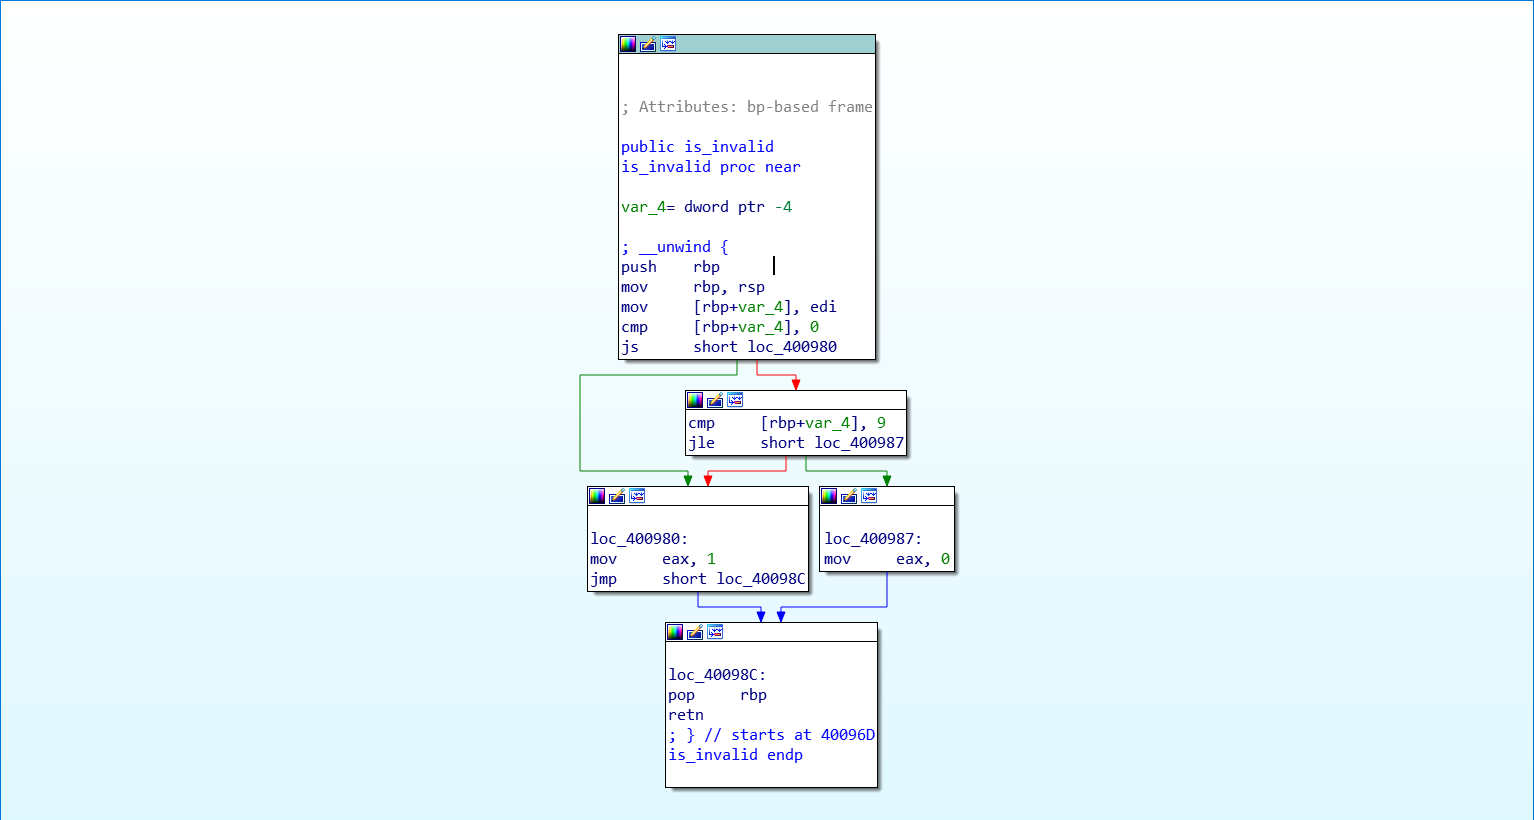 ; Attributes: bp-based frame
public is_invalid
is_invalid proc near
var_4= dword ptr -4
; __unwind {
push rbp
mov rbp, rsp
mov [rbp+var_4], edi
cmp [rbp+var_4], 0
js short loc_400980
cmp [rbp+var_4], 9
jle short loc_400987
loc_400980:
mov eax, 1
jmp short loc_40098C
loc_400987:
mov eax, 0
loc_40098C:
pop rbp
retn
; } // starts at 40096D
is_invalid endp